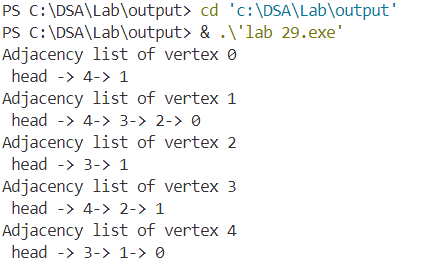 PS C:\DSA\Lab\output> cd 'c:\DSA\Lab\output'
PS C:\DSA\Lab\output> & .\'lab 29.exe'
Adjacency list of vertex 0
 head -> 4-> 1
Adjacency list of vertex 1
 head -> 4-> 3-> 2-> 0
Adjacency list of vertex 2
 head -> 3-> 1
Adjacency list of vertex 3
 head -> 4-> 2-> 1
Adjacency list of vertex 4
 head -> 3-> 1-> 0